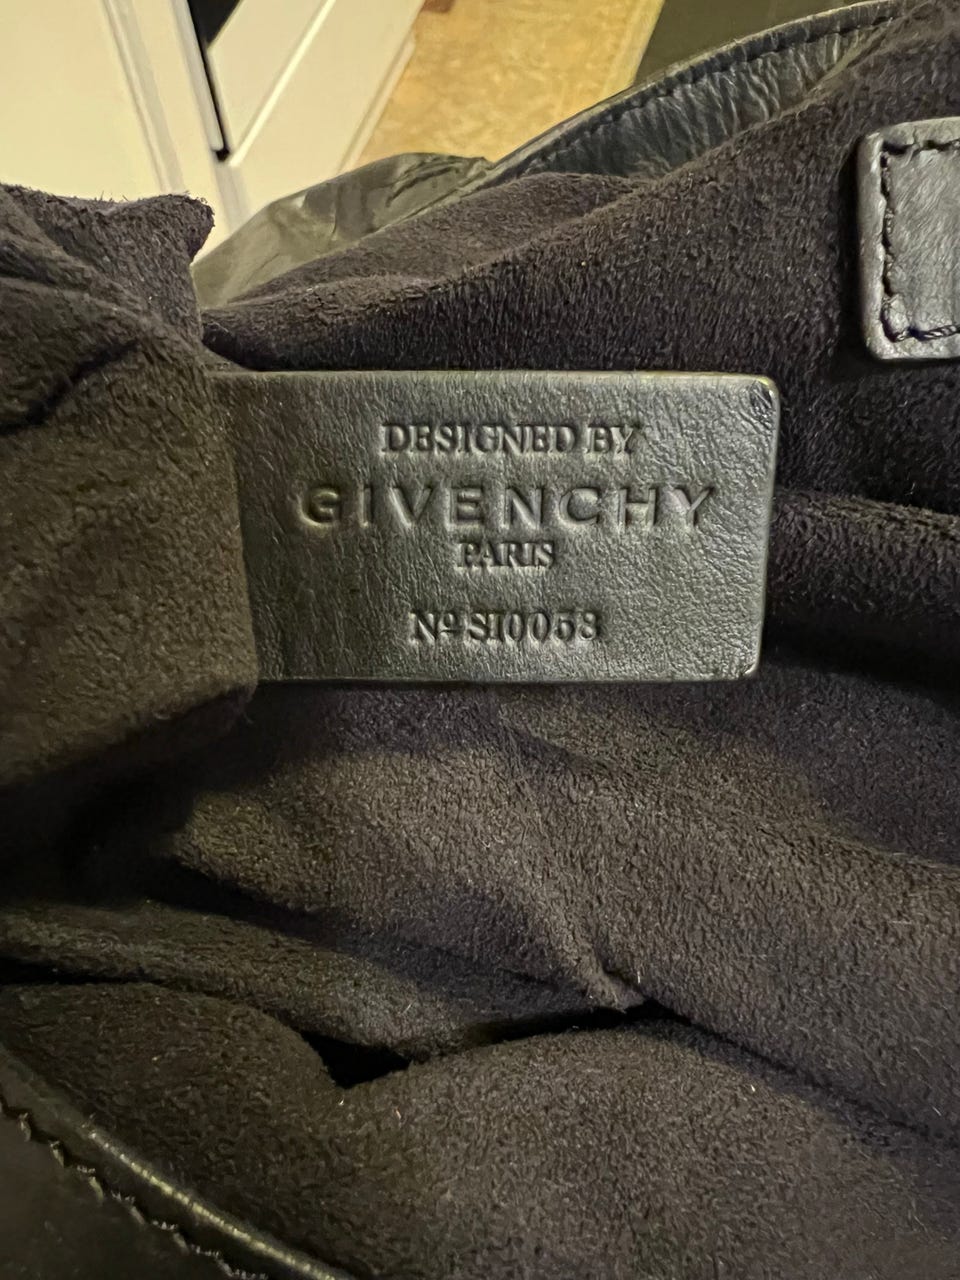 DESIGNED BY
GIVENCHY
PARIS
Nº SI0058